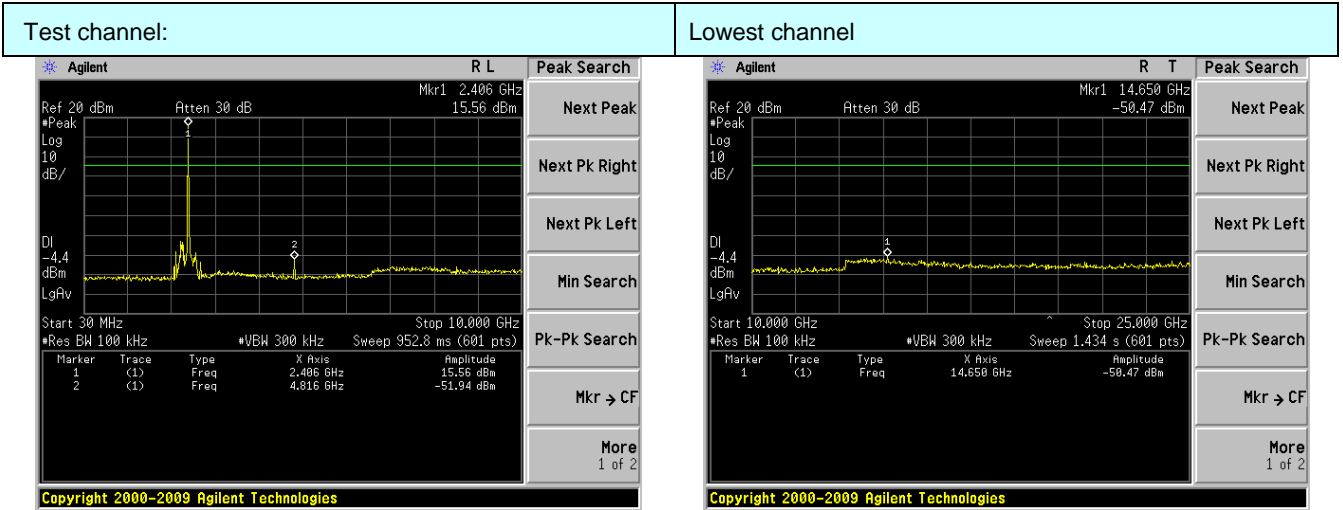 Test channel:
Lowest channel
Agilent
R L
Peak Search
Mkr1 2.406 GHz
Ref 20 dBm
Atten 30 dB
15.56 dBm
#Peak
Log
10
dB/
1
2
DI
-4.4
dBm
LgAv
Start 30 MHz
Stop 10.000 GHz
#Res BW 100 kHz
#VBW 300 kHz
Sweep 952.8 ms (601 pts)
Marker Trace Type X Axis Amplitude
1 (1) Freq 2.406 GHz 15.56 dBm
2 (1) Freq 4.816 GHz -51.94 dBm
Next Peak
Next Pk Right
Next Pk Left
Min Search
Pk-Pk Search
Mkr → CF
More
1 of 2
Copyright 2000-2009 Agilent Technologies
Agilent
R T
Peak Search
Mkr1 14.650 GHz
Ref 20 dBm
Atten 30 dB
-50.47 dBm
#Peak
Log
10
dB/
1
DI
-4.4
dBm
LgAv
Start 10.000 GHz
^ Stop 25.000 GHz
#Res BW 100 kHz
#VBW 300 kHz
Sweep 1.434 s (601 pts)
Marker Trace Type X Axis Amplitude
1 (1) Freq 14.650 GHz -50.47 dBm
Next Peak
Next Pk Right
Next Pk Left
Min Search
Pk-Pk Search
Mkr → CF
More
1 of 2
Copyright 2000-2009 Agilent Technologies